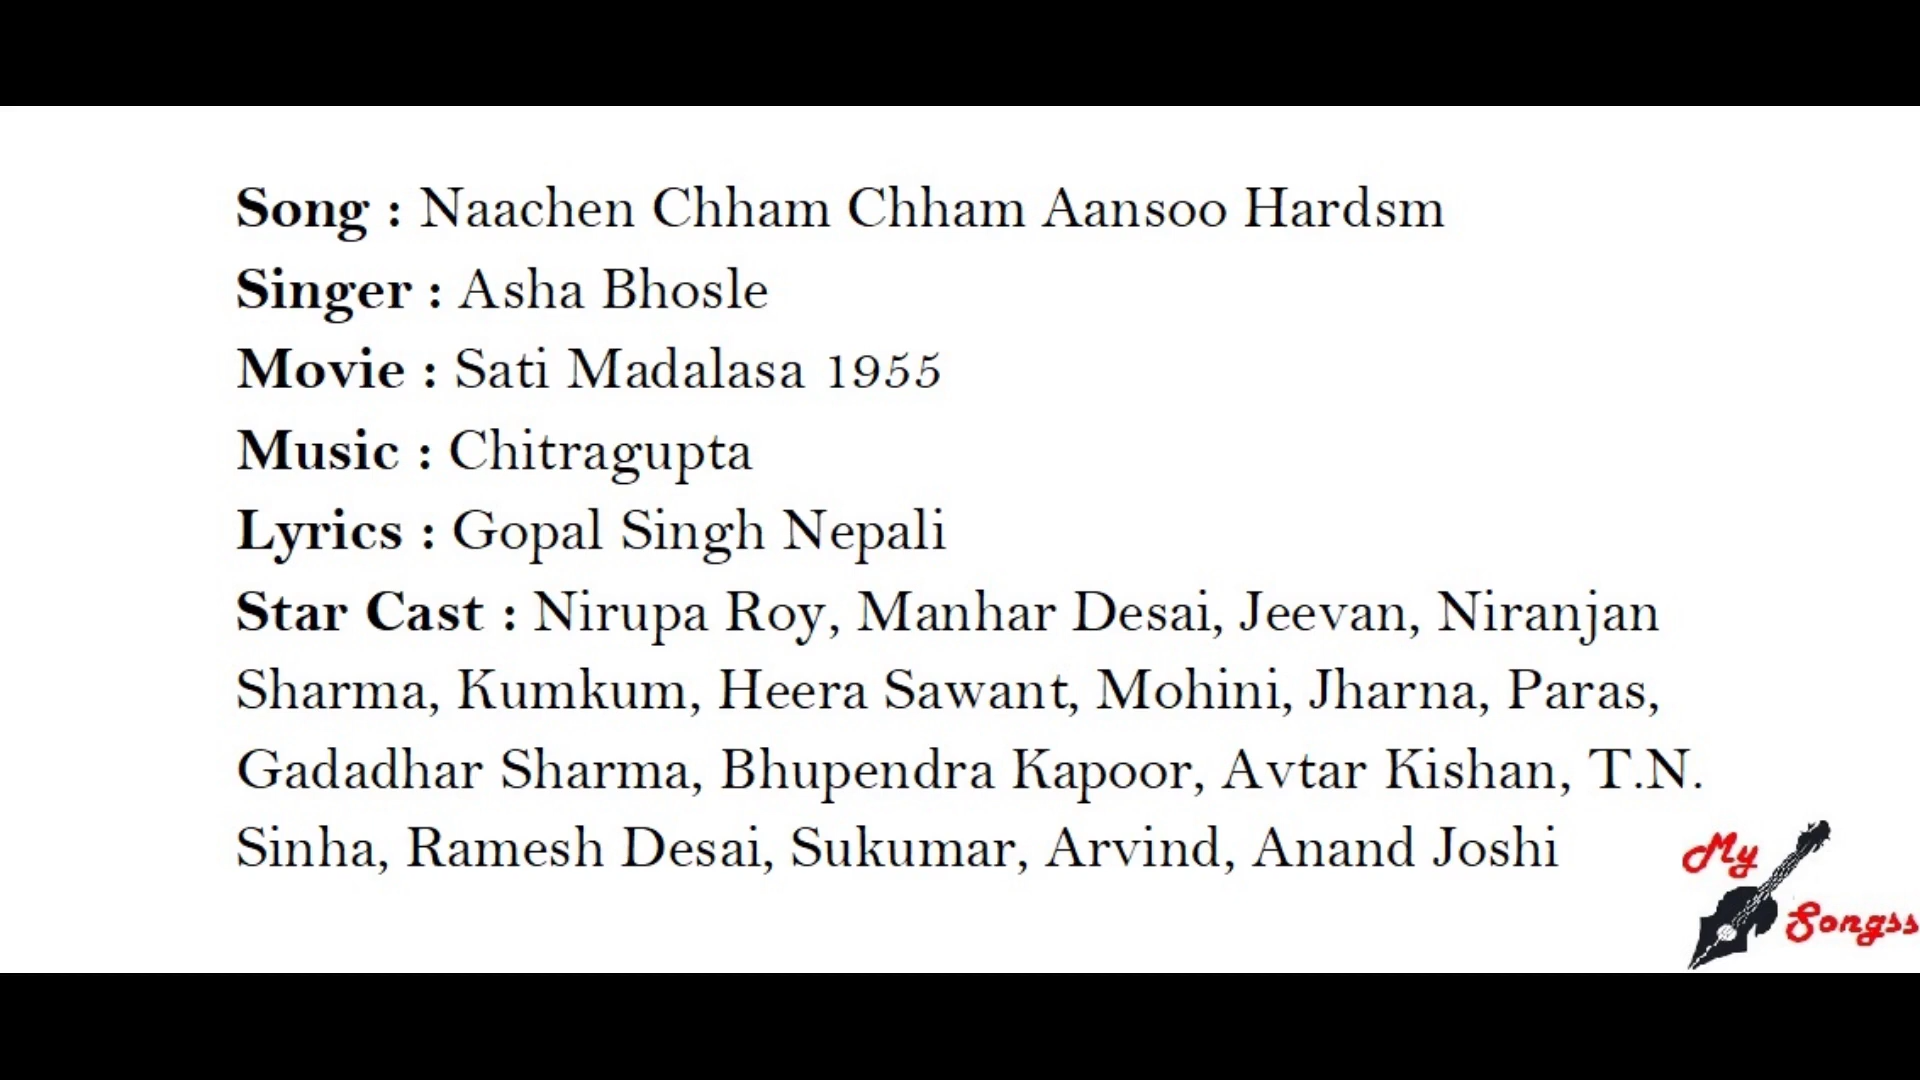 Song : Naachen Chham Chham Aansoo Hardsm
Singer : Asha Bhosle
Movie : Sati Madalasa 1955
Music : Chitragupta
Lyrics : Gopal Singh Nepali
Star Cast : Nirupa Roy, Manhar Desai, Jeevan, Niranjan
Sharma, Kumkum, Heera Sawant, Mohini, Jharna, Paras,
Gadadhar Sharma, Bhupendra Kapoor, Avtar Kishan, T.N.
Sinha, Ramesh Desai, Sukumar, Arvind, Anand Joshi
My
Songss